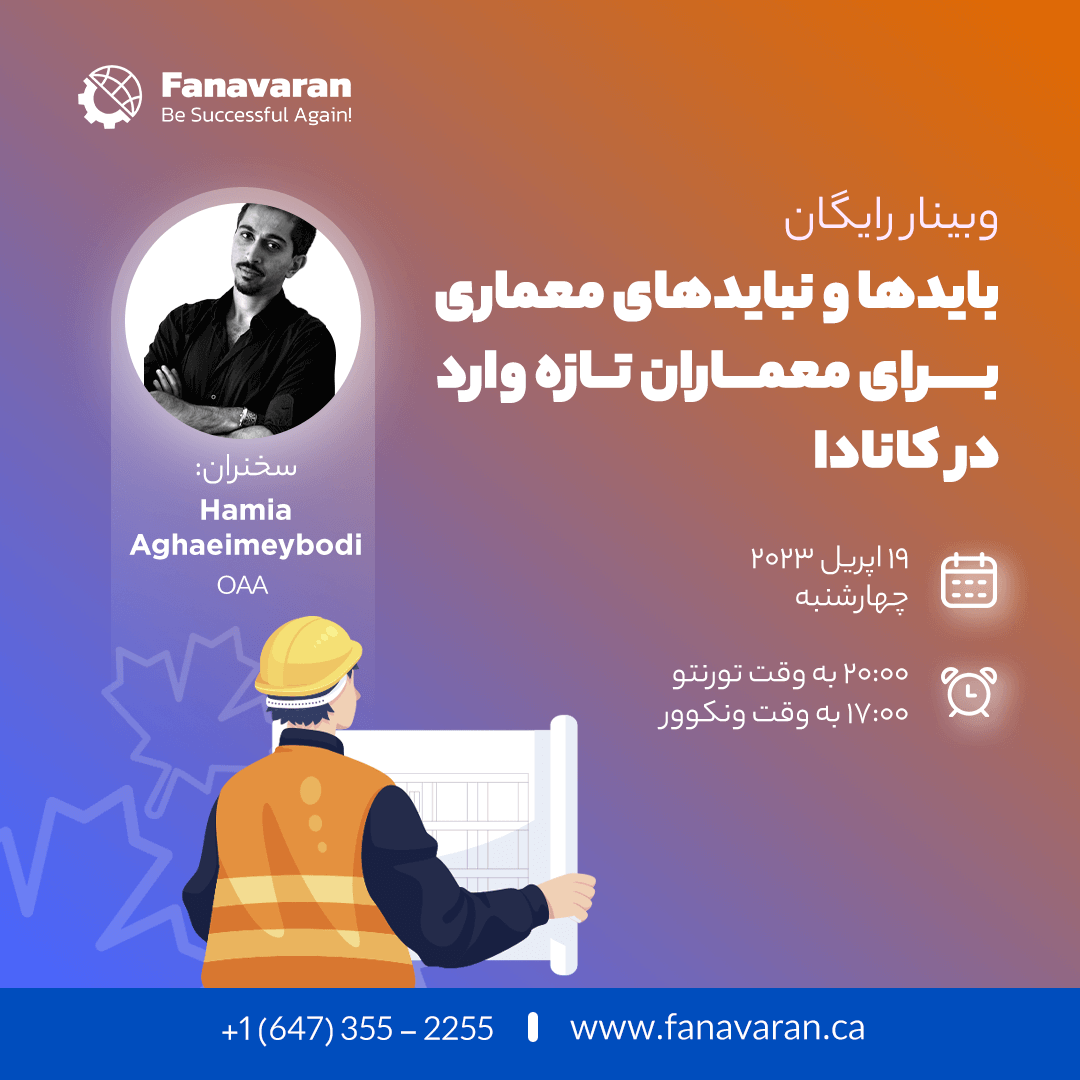 Fanavaran
Be Successful Again!
وبینار رایگان
بایدها و نبایدهای معماری
بـــرای معمـــاران تـازه وارد
در کانادا
سخنران:
Hamia
Aghaeimeybodi
OAA
۱۹ اپریل ۲۰۲۳
چهارشنبه
۲۰:۰۰ به وقت تورنتو
۱۷:۰۰ به وقت ونکوور
+1 (647) 355 – 2255
www.fanavaran.ca